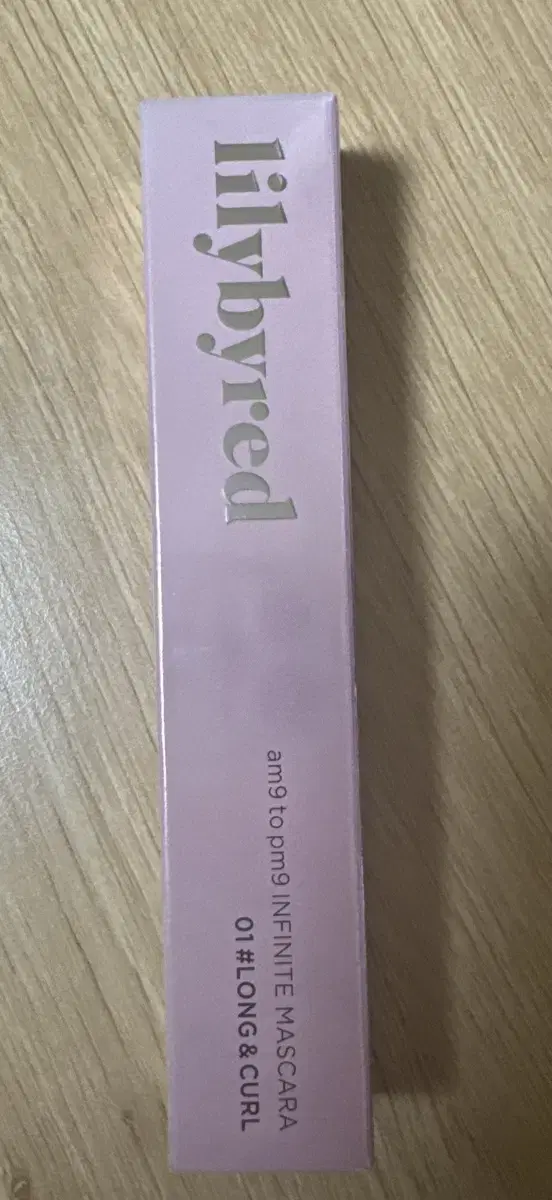 lilybyred
am9 to pm9 INFINITE MASCARA
01 #LONG & CURL